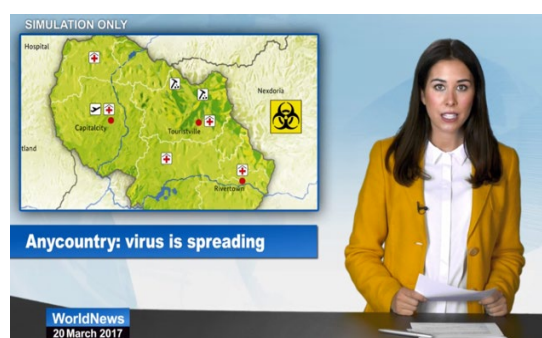 SIMULATION ONLY
Hospital
Nexdoria
Capitalcity
Touristville
tland
Rivertown
Anycountry: virus is spreading
WorldNews
20 March 2017